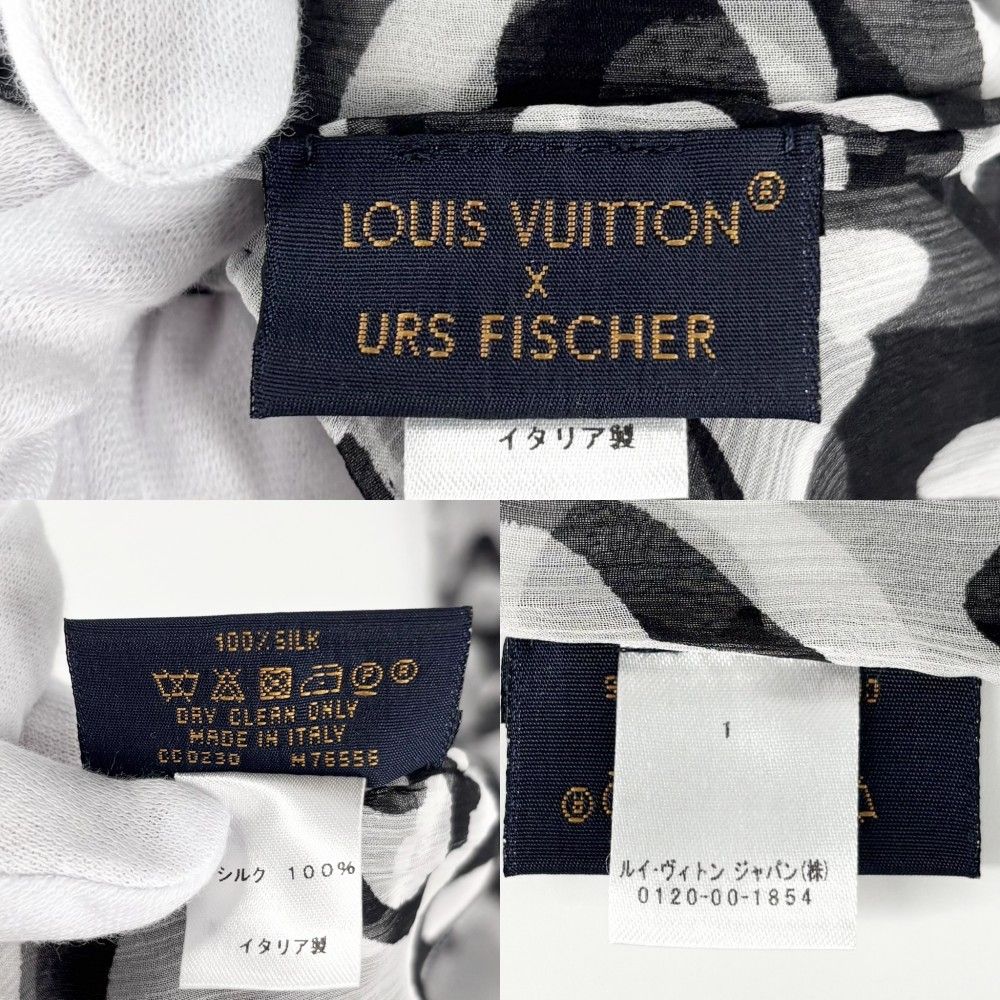 LOUIS VUITTON®
X
URS FISCHER
イタリア製
100% SILK
DRY CLEAN ONLY
MADE IN ITALY
CC0230 M76556
シルク 100%
イタリア製
1
ルイ・ヴィトン ジャパン(株)
0120-00-1854